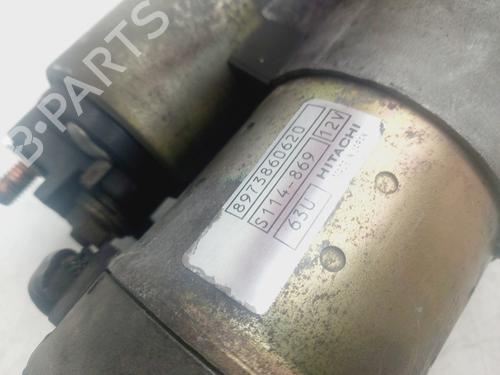 8973860620
S114-869 12V
63U HITACHI
B-PARTS